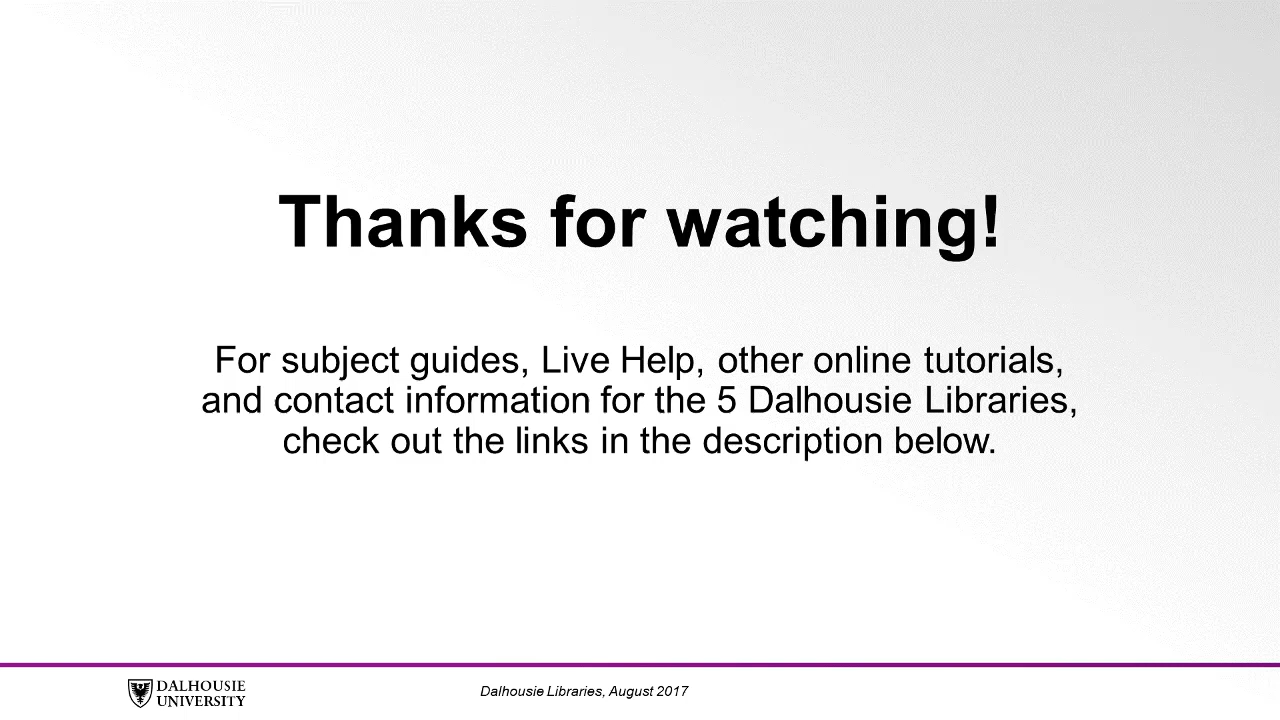 Thanks for watching!
For subject guides, Live Help, other online tutorials,
and contact information for the 5 Dalhousie Libraries,
check out the links in the description below.
DALHOUSIE
UNIVERSITY
Dalhousie Libraries, August 2017